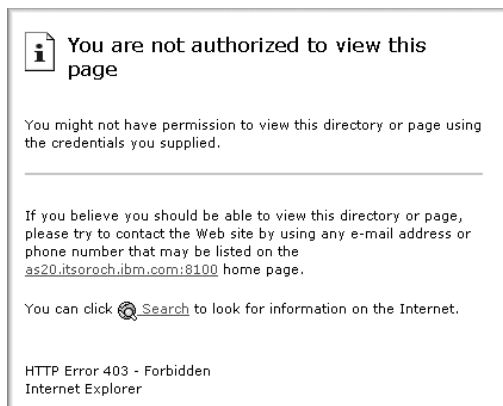 You are not authorized to view this
page
You might not have permission to view this directory or page using
the credentials you supplied.
If you believe you should be able to view this directory or page,
please try to contact the Web site by using any e-mail address or
phone number that may be listed on the
as20.itsoroch.ibm.com:8100 home page.
You can click Search to look for information on the Internet.
HTTP Error 403 - Forbidden
Internet Explorer